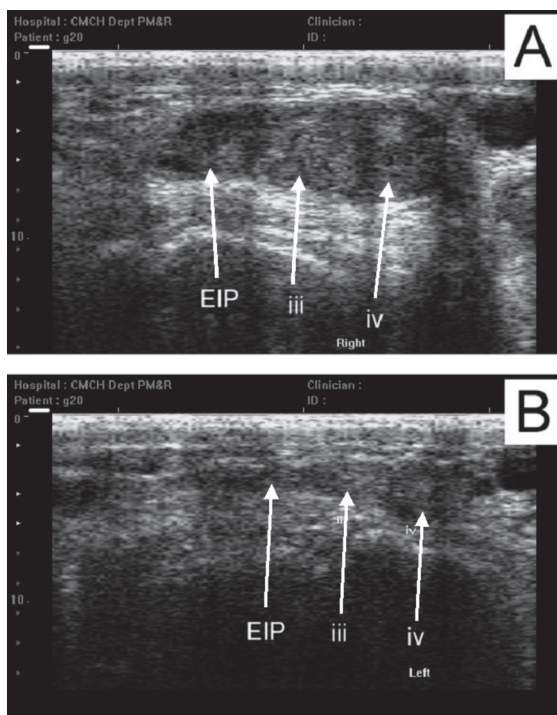 Hospital : CMCH Dept PM&R Clinician :
Patient : g20 ID :
A
0
10
EIP iii iv
Right
Hospital : CMCH Dept PM&R Clinician :
Patient : g20 ID :
B
0
iv
10
EIP iii iv
Left